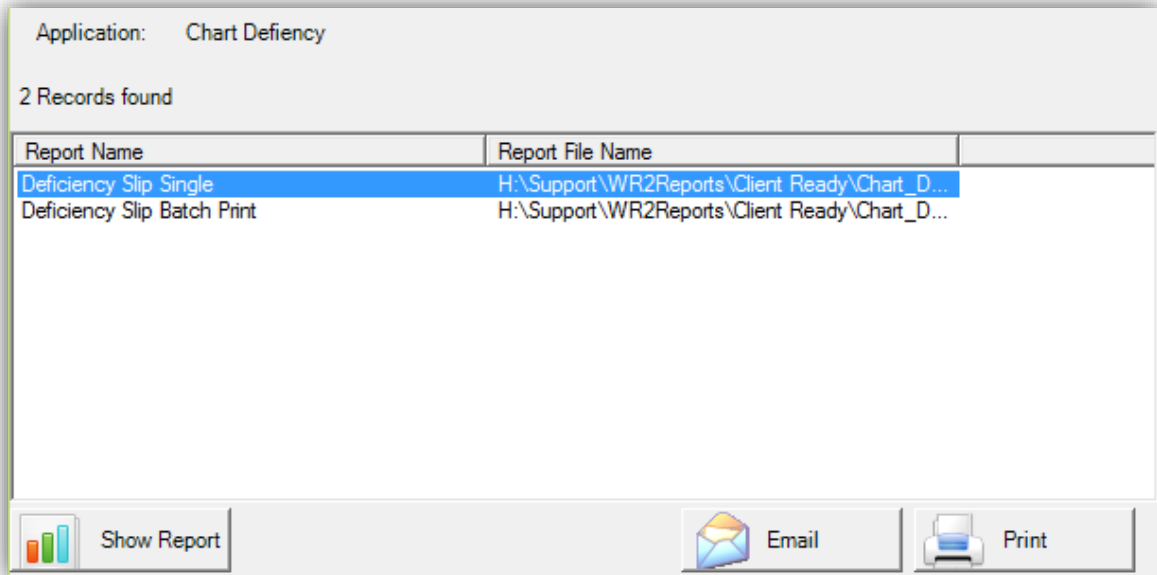 Application: Chart Defiency
2 Records found
Report Name Report File Name
Deficiency Slip Single H:\Support\WR2Reports\Client Ready\Chart_D...
Deficiency Slip Batch Print H:\Support\WR2Reports\Client Ready\Chart_D...
Show Report Email Print